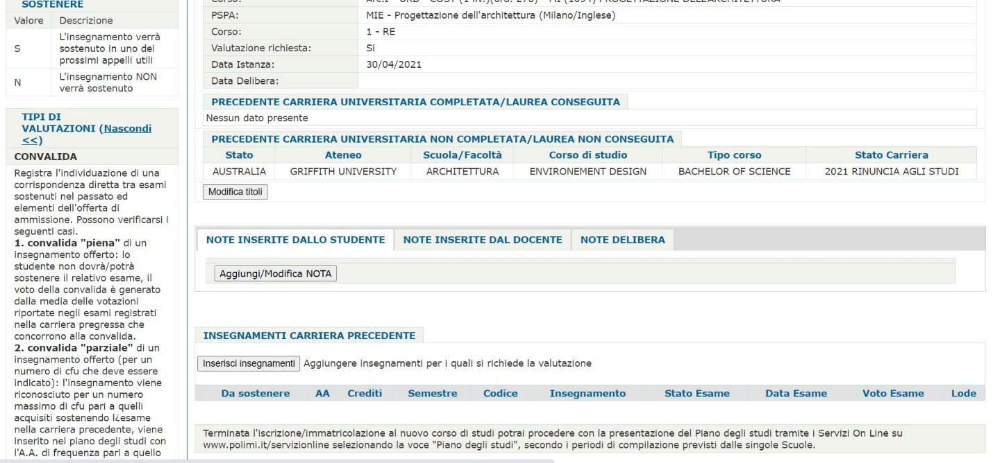 SOSTENERE
Valore Descrizione
S L'insegnamento verrà
sostenuto in uno dei
prossimi appelli utili
N L'insegnamento NON
verrà sostenuto
TIPI DI
VALUTAZIONI (Nascondi
<<)
CONVALIDA
Registra l'individuazione di una
corrispondenza diretta tra esami
sostenuti nel passato ed
elementi dell'offerta di
ammissione. Possono verificarsi i
seguenti casi.
1. convalida "piena" di un
insegnamento offerto: lo
studente non dovrà/potrà
sostenere il relativo esame, il
voto della convalida è generato
dalla media delle votazioni
riportate negli esami registrati
nella carriera pregressa che
concorrono alla convalida.
2. convalida "parziale" di un
insegnamento offerto (per un
numero di cfu che deve essere
indicato): l'insegnamento viene
riconosciuto per un numero
massimo di cfu pari a quelli
acquisiti sostenendo l¿esame
nella carriera precedente, viene
inserito nel piano degli studi con
l'A.A. di frequenza pari a quello
PSPA: MIE - Progettazione dell'architettura (Milano/Inglese)
Corso: 1 - RE
Valutazione richiesta: Si
Data Istanza: 30/04/2021
Data Delibera:
PRECEDENTE CARRIERA UNIVERSITARIA COMPLETATA/LAUREA CONSEGUITA
Nessun dato presente
PRECEDENTE CARRIERA UNIVERSITARIA NON COMPLETATA/LAUREA NON CONSEGUITA
Stato Ateneo Scuola/Facoltà Corso di studio Tipo corso Stato Carriera
AUSTRALIA GRIFFITH UNIVERSITY ARCHITETTURA ENVIRONEMENT DESIGN BACHELOR OF SCIENCE 2021 RINUNCIA AGLI STUDI
Modifica titoli
NOTE INSERITE DALLO STUDENTE NOTE INSERITE DAL DOCENTE NOTE DELIBERA
Aggiungi/Modifica NOTA
INSEGNAMENTI CARRIERA PRECEDENTE
Inserisci insegnamenti Aggiungere insegnamenti per i quali si richiede la valutazione
Da sostenere AA Crediti Semestre Codice Insegnamento Stato Esame Data Esame Voto Esame Lode
Terminata l'iscrizione/immatricolazione al nuovo corso di studi potrai procedere con la presentazione del Piano degli studi tramite i Servizi On Line su
www.polimi.it/servizionline selezionando la voce "Piano degli studi", secondo i periodi di compilazione previsti dalle singole Scuole.